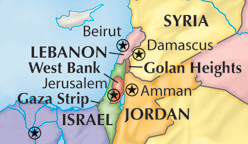 SYRIA
Beirut
Damascus
LEBANON
West Bank
Golan Heights
Jerusalem
Amman
Gaza Strip
ISRAEL
JORDAN